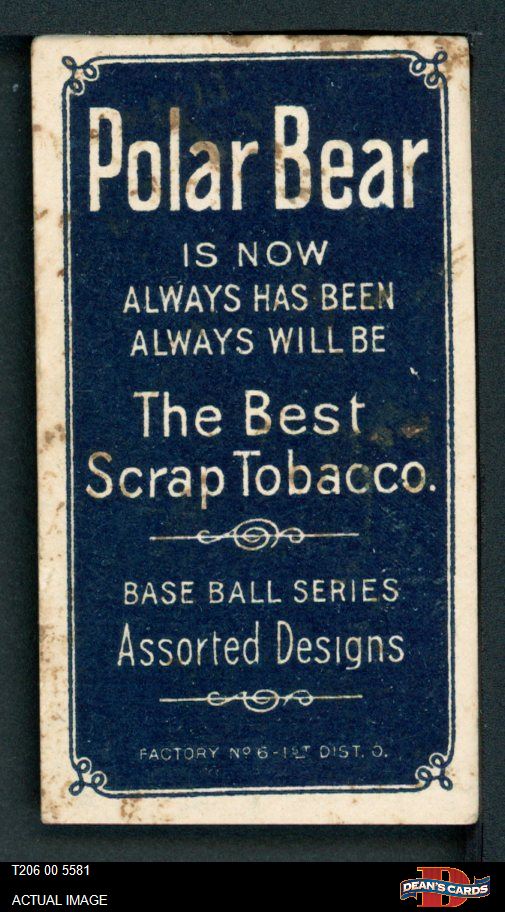 Polar Bear
IS NOW
ALWAYS HAS BEEN
ALWAYS WILL BE
The Best
Scrap Tobacco.
BASE BALL SERIES
Assorted Designs
FACTORY Nº 6-1ST DIST. O.
T206 00 5581
ACTUAL IMAGE
D
DEAN'S CARDS